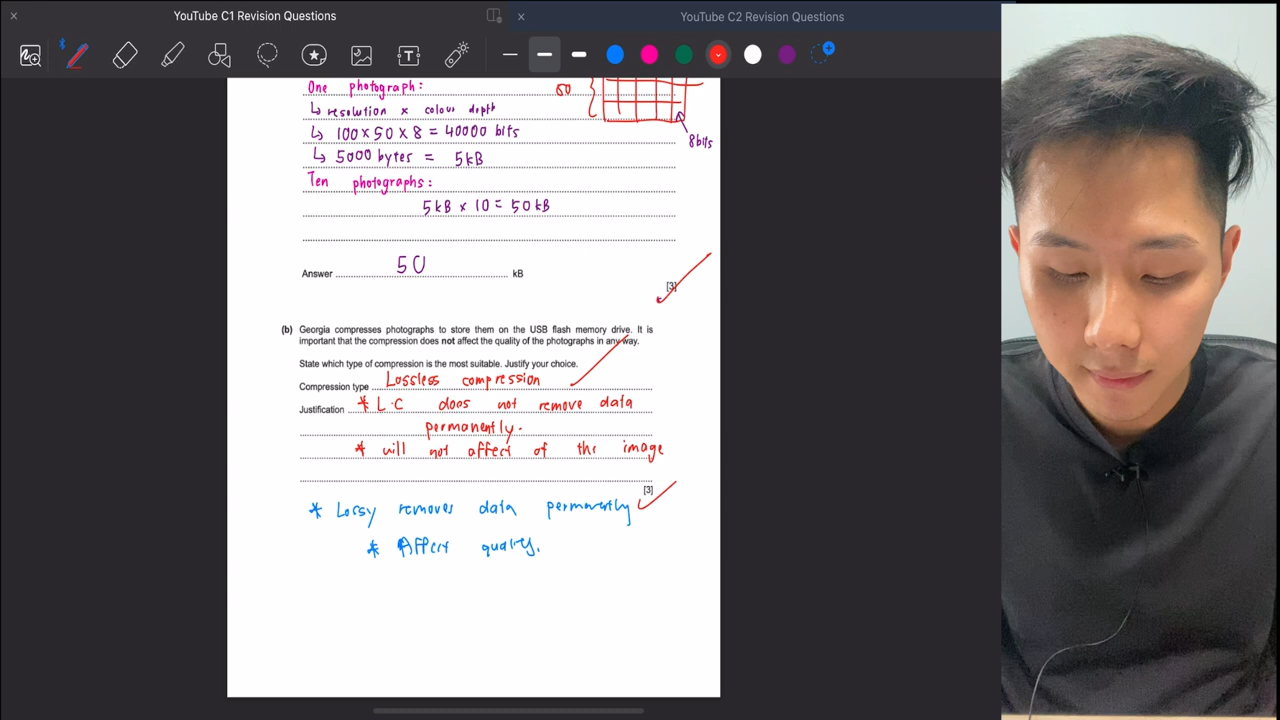 YouTube C1 Revision Questions
YouTube C2 Revision Questions
One photograph:
↳ resolution x colour depth
↳ 100 x 50 x 8 = 40000 bits
↳ 5000 bytes = 5kB
50
8bits
Ten photographs:
5kB x 10 = 50kB
Answer 50 kB
[3]
(b) Georgia compresses photographs to store them on the USB flash memory drive. It is
important that the compression does not affect the quality of the photographs in any way.
State which type of compression is the most suitable. Justify your choice.
Compression type Lossless compression
Justification * L.C does not remove data
permanently.
* will not affect of the image
[3]
* Lossy removes data permanently
* Affect quality.